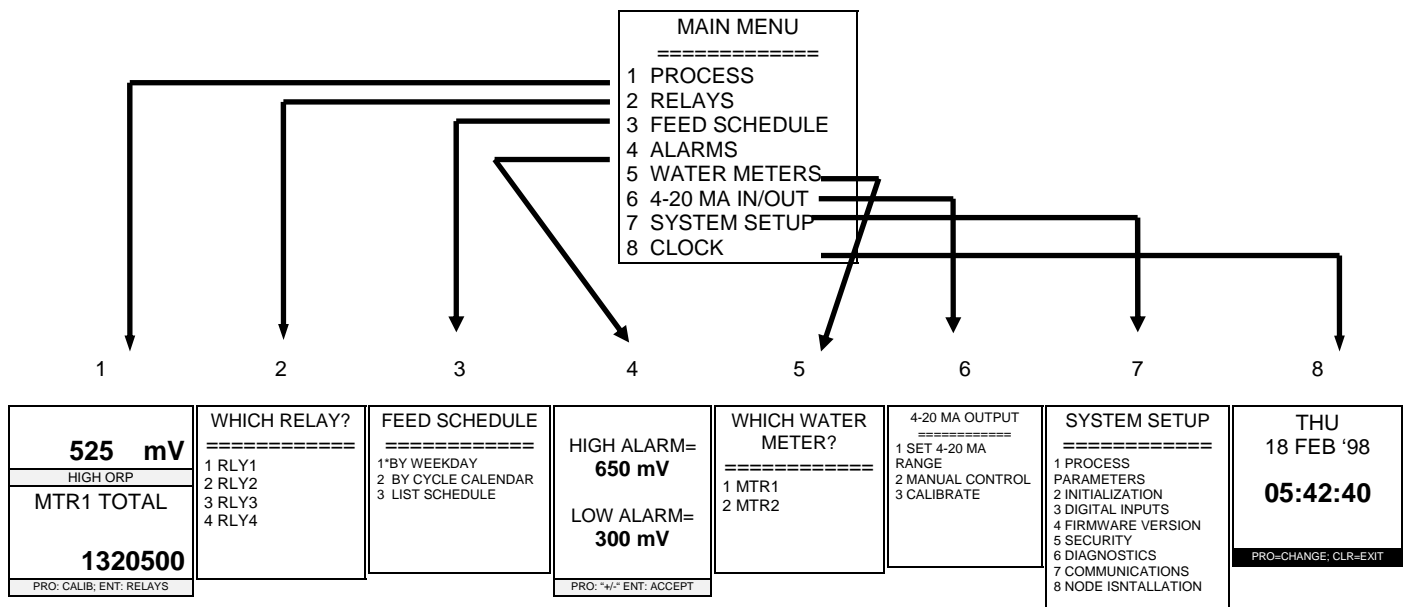 MAIN MENU
=============
1 PROCESS
2 RELAYS
3 FEED SCHEDULE
4 ALARMS
5 WATER METERS
6 4-20 MA IN/OUT
7 SYSTEM SETUP
8 CLOCK
1
2
3
4
5
6
7
8
525 mV
HIGH ORP
MTR1 TOTAL
1320500
PRO: CALIB; ENT: RELAYS
WHICH RELAY?
============
1 RLY1
2 RLY2
3 RLY3
4 RLY4
FEED SCHEDULE
============
1*BY WEEKDAY
2 BY CYCLE CALENDAR
3 LIST SCHEDULE
HIGH ALARM=
650 mV
LOW ALARM=
300 mV
PRO: “+/-“ ENT: ACCEPT
WHICH WATER
METER?
============
1 MTR1
2 MTR2
4-20 MA OUTPUT
============
1 SET 4-20 MA
RANGE
2 MANUAL CONTROL
3 CALIBRATE
SYSTEM SETUP
============
1 PROCESS
PARAMETERS
2 INITIALIZATION
3 DIGITAL INPUTS
4 FIRMWARE VERSION
5 SECURITY
6 DIAGNOSTICS
7 COMMUNICATIONS
8 NODE ISNTALLATION
THU
18 FEB ‘98
05:42:40
PRO=CHANGE; CLR=EXIT